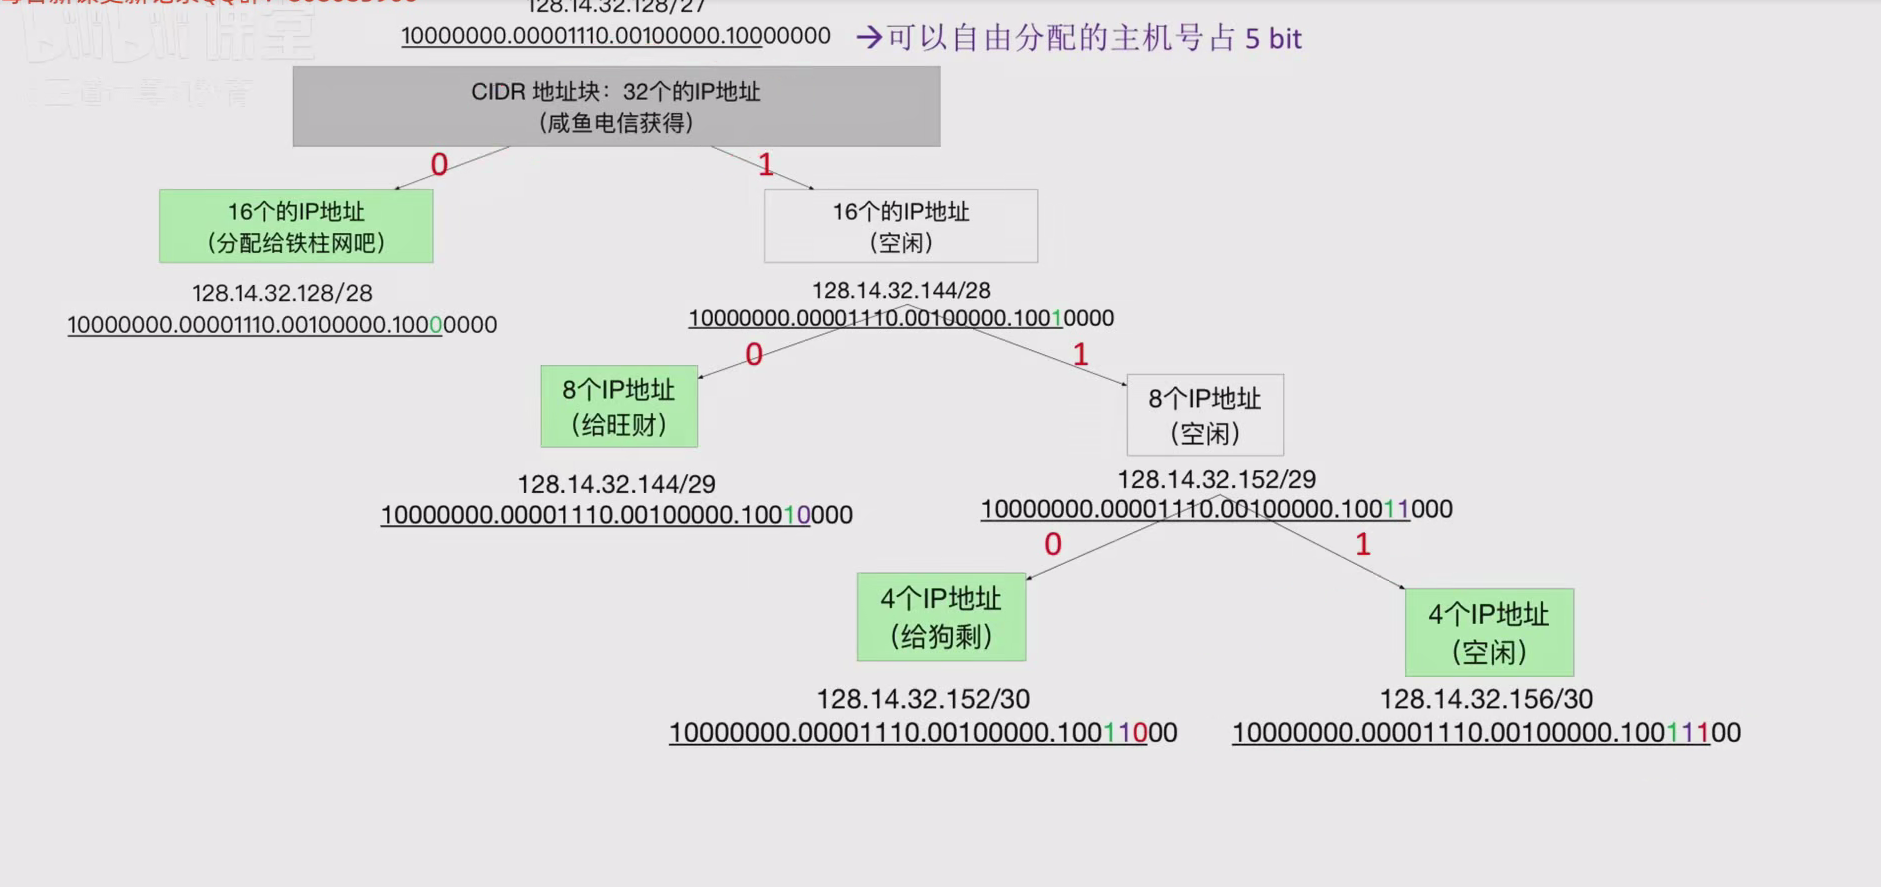 128.14.32.128/27
10000000.00001110.00100000.10000000
→可以自由分配的主机号占 5 bit
CIDR 地址块：32个的IP地址
（咸鱼电信获得）
0
1
16个的IP地址
（分配给铁柱网吧）
16个的IP地址
（空闲）
128.14.32.128/28
10000000.00001110.00100000.10000000
128.14.32.144/28
10000000.00001110.00100000.10010000
0
1
8个IP地址
（给旺财）
8个IP地址
（空闲）
128.14.32.144/29
10000000.00001110.00100000.10010000
128.14.32.152/29
10000000.00001110.00100000.10011000
0
1
4个IP地址
（给狗剩）
4个IP地址
（空闲）
128.14.32.152/30
10000000.00001110.00100000.10011000
128.14.32.156/30
10000000.00001110.00100000.10011100